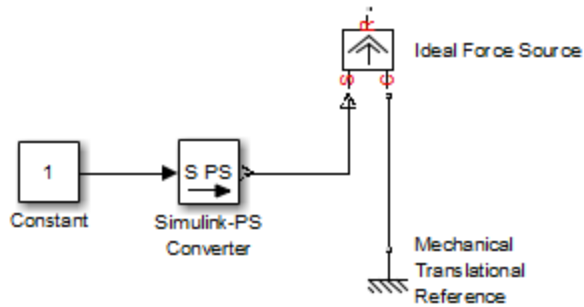 R
Ideal Force Source
S
C
1
S PS
Constant
Simulink-PS
Converter
Mechanical
Translational
Reference